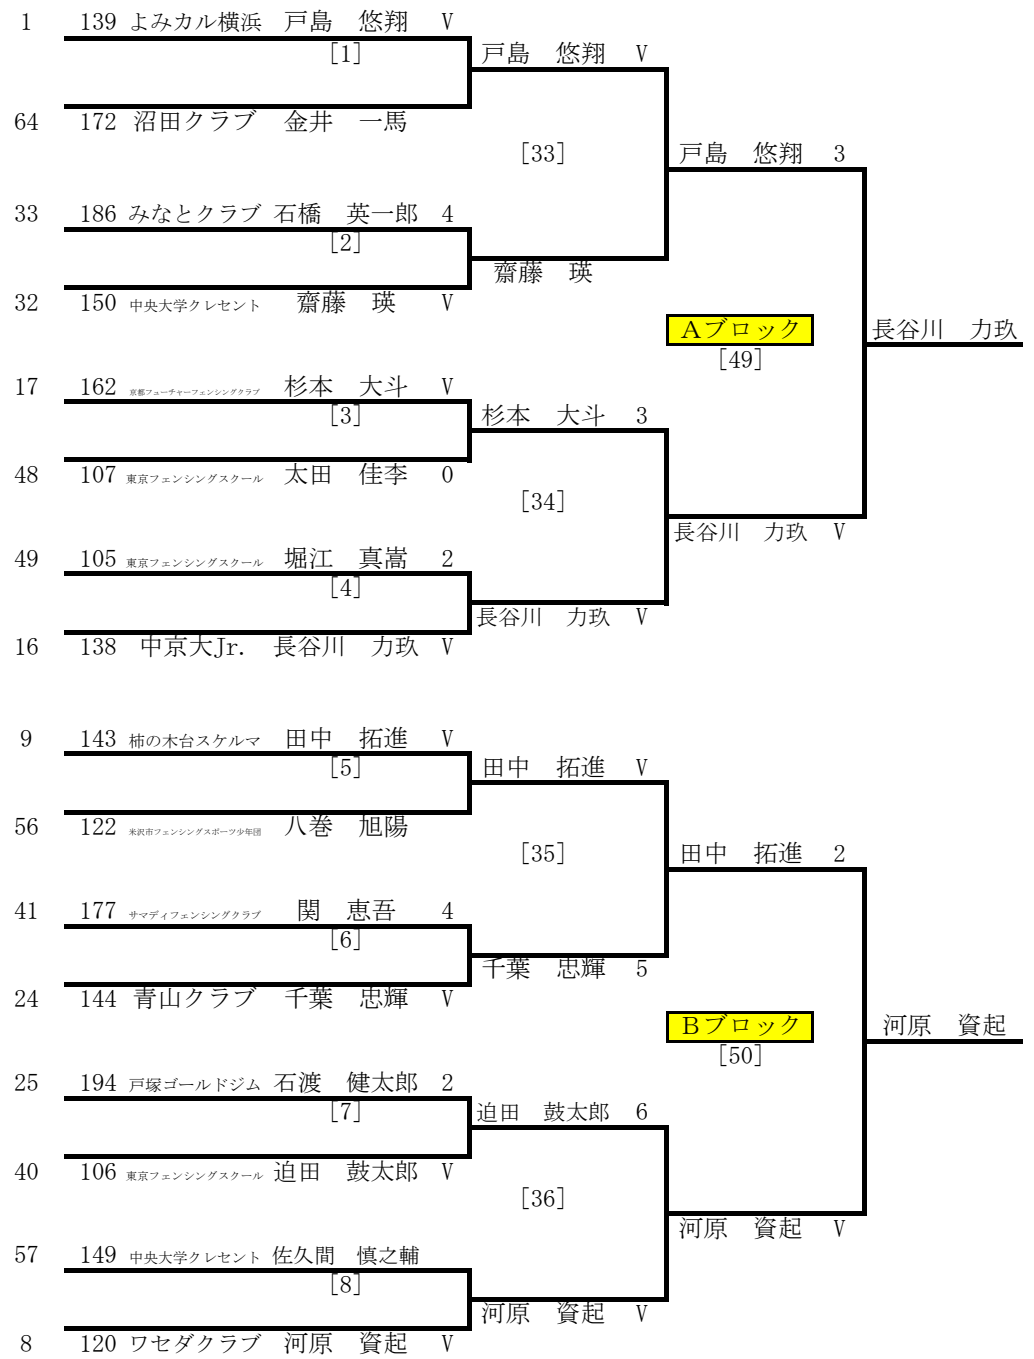 1 139 よみカル横浜 戸島 悠翔 V
[1] 戸島 悠翔 V
64 172 沼田クラブ 金井 一馬
[33] 戸島 悠翔 3
33 186 みなとクラブ 石橋 英一郎 4
[2]
齋藤 瑛
32 150 中央大学クレセント 齋藤 瑛 V
Aブロック 長谷川 力玖
[49]
17 162 京都フューチャーフェンシングクラブ 杉本 大斗 V
[3] 杉本 大斗 3
48 107 東京フェンシングスクール 太田 佳李 0
[34]
長谷川 力玖 V
49 105 東京フェンシングスクール 堀江 真嵩 2
[4]
長谷川 力玖 V
16 138 中京大Jr. 長谷川 力玖 V
9 143 柿の木台スケルマ 田中 拓進 V
[5] 田中 拓進 V
56 122 米沢市フェンシングスポーツ少年団 八巻 旭陽
[35] 田中 拓進 2
41 177 サマディフェンシングクラブ 関 恵吾 4
[6]
千葉 忠輝 5
24 144 青山クラブ 千葉 忠輝 V
Bブロック 河原 資起
[50]
25 194 戸塚ゴールドジム 石渡 健太郎 2
[7] 迫田 鼓太郎 6
40 106 東京フェンシングスクール 迫田 鼓太郎 V
[36]
河原 資起 V
57 149 中央大学クレセント 佐久間 慎之輔
[8]
河原 資起 V
8 120 ワセダクラブ 河原 資起 V